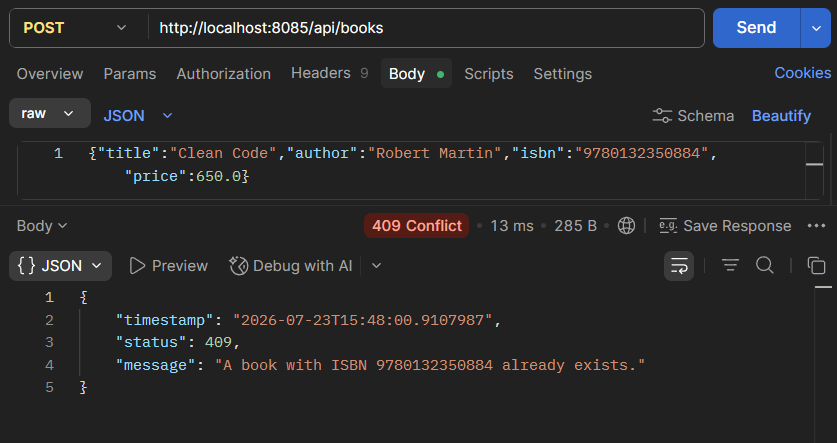 POST http://localhost:8085/api/books Send
Overview Params Authorization Headers 9 Body Scripts Settings Cookies
raw JSON Schema Beautify
1 {"title":"Clean Code","author":"Robert Martin","isbn":"9780132350884",
"price":650.0}
Body 409 Conflict 13 ms 285 B e.g. Save Response
{} JSON Preview Debug with AI
1 {
2 "timestamp": "2026-07-23T15:48:00.9107987",
3 "status": 409,
4 "message": "A book with ISBN 9780132350884 already exists."
5 }